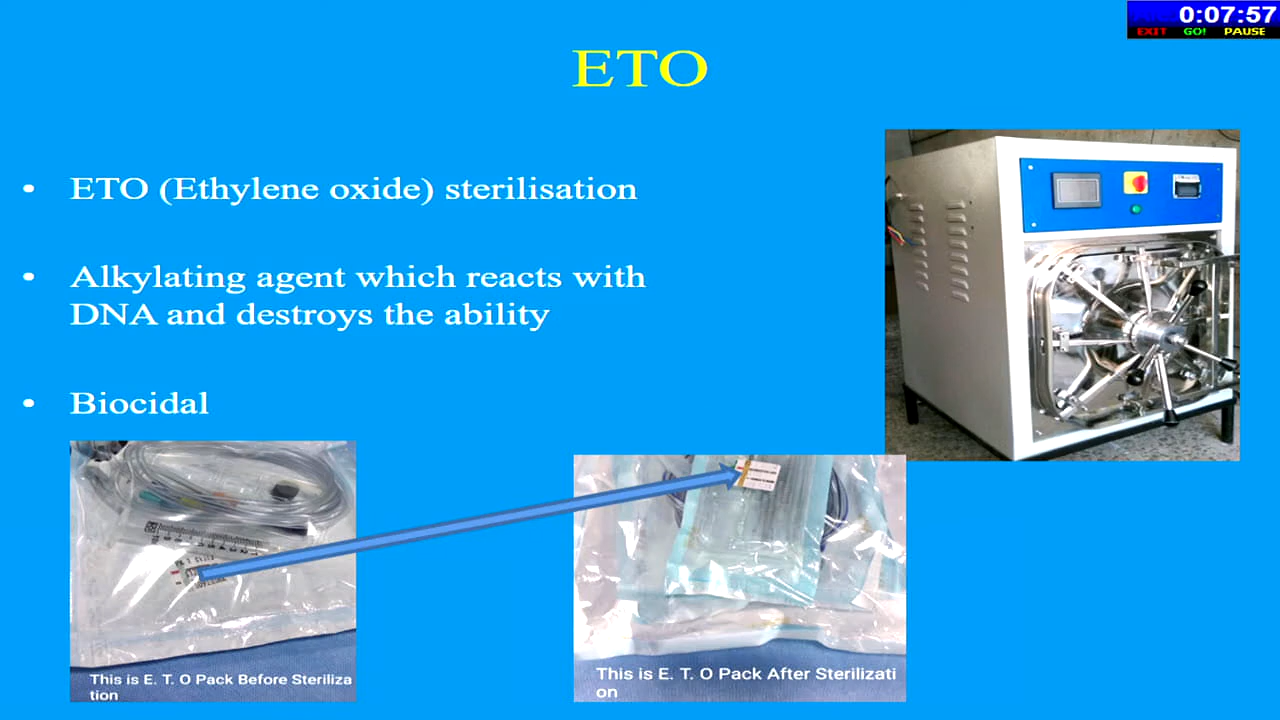 0:07:57
EXIT GO! PAUSE
ETO
• ETO (Ethylene oxide) sterilisation
• Alkylating agent which reacts with
DNA and destroys the ability
• Biocidal
This is E. T. O Pack Before Steriliza
tion
This is E. T. O Pack After Sterilizati
on